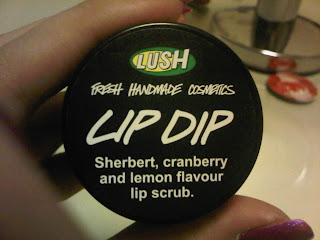 LUSH
FRESH HANDMADE COSMETICS
LIP DIP
Sherbert, cranberry
and lemon flavour
lip scrub.